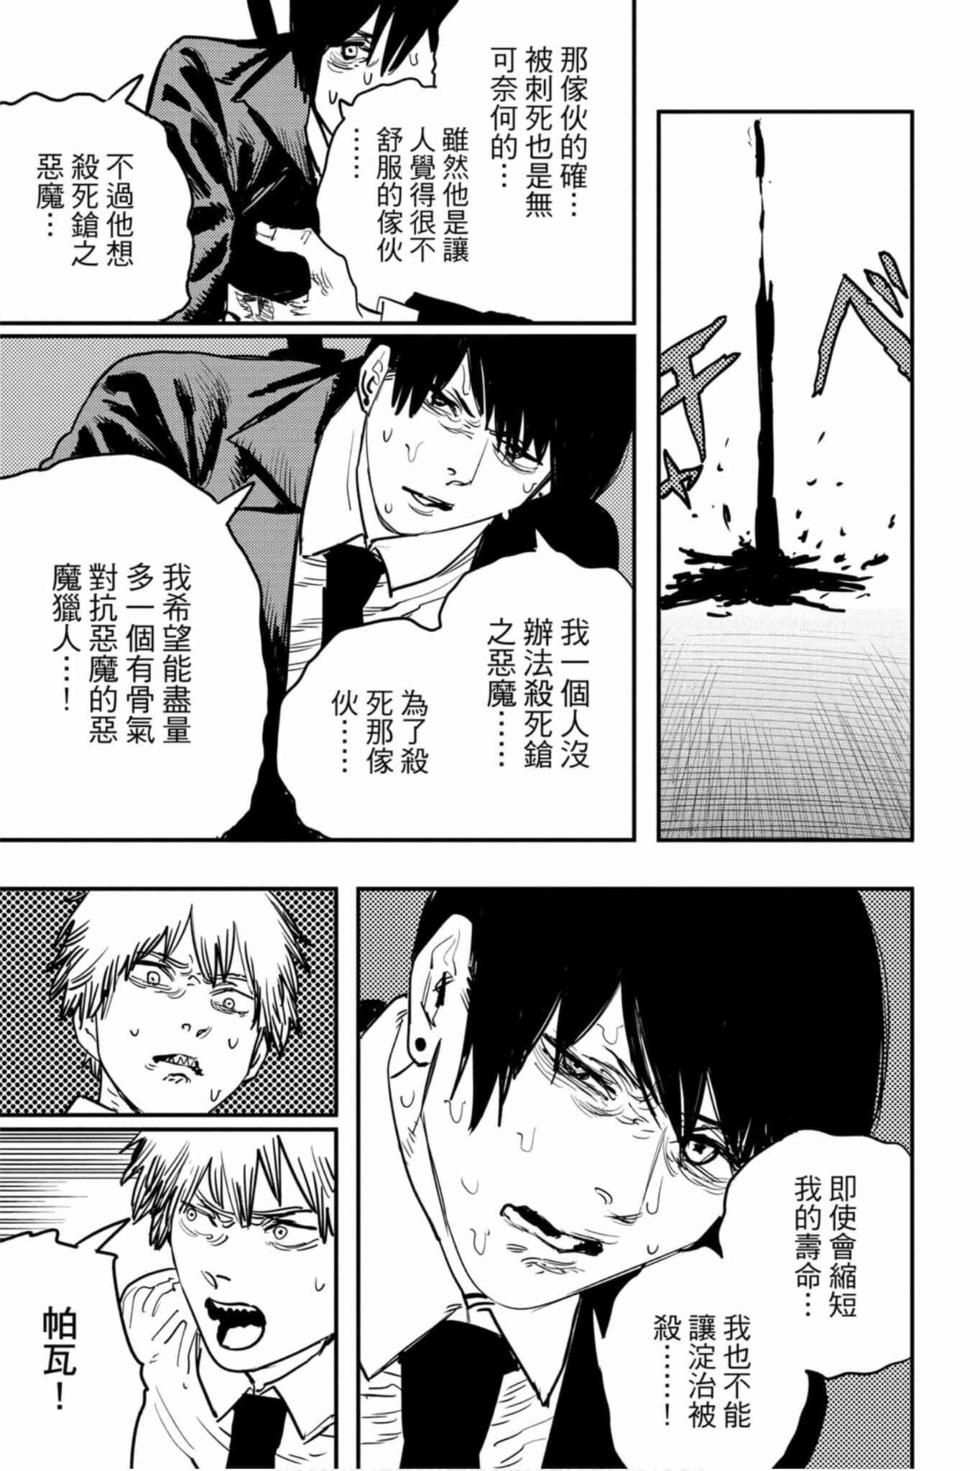 グ
チャ
那傢伙的確…
被刺死也是無
可奈何的…
雖然他是讓
人覺得很不
舒服的傢伙
……
不過他想
殺死鎗之
惡魔…
我一個人沒
辦法殺死鎗
之惡魔…
為了殺
死那傢
伙……
我希望能盡量
多一個有骨氣
對抗惡魔的惡
魔獵人…！
即使會縮短
我的壽命…
我也不能
讓淀治被
殺……！
帕瓦！